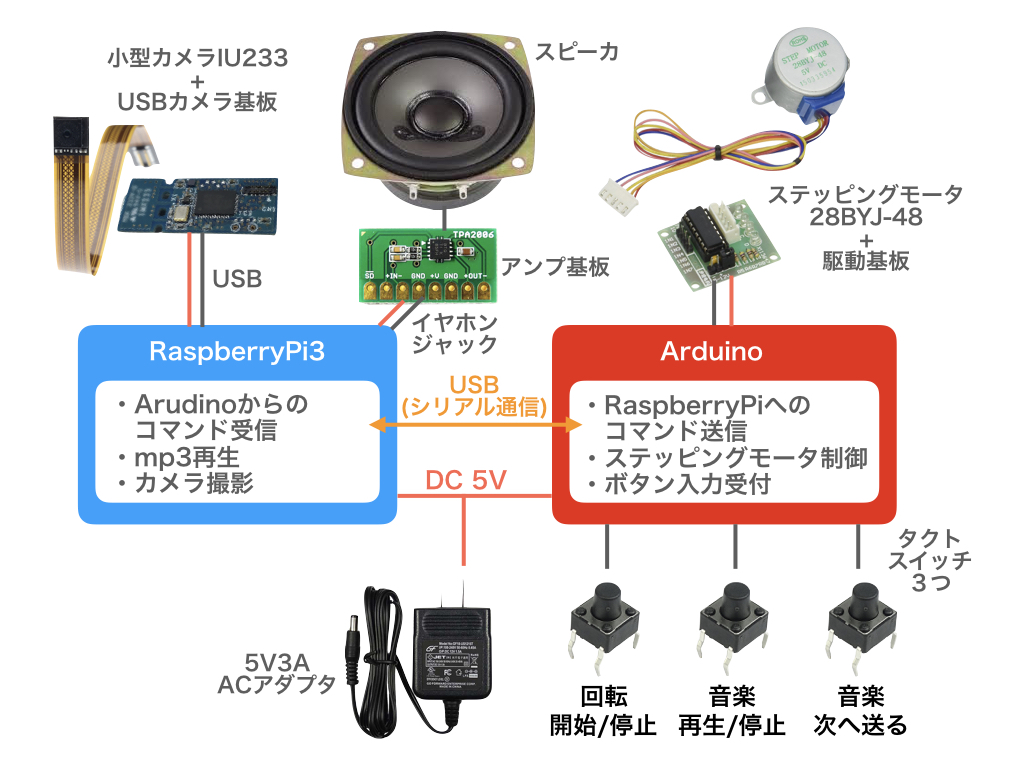 小型カメラIU233
+
USBカメラ基板
スピーカ
STEP MOTOR
28BYJ-48
5V DC
ステッピングモータ
28BYJ-48
+
駆動基板
TPA2006
SD +IN- GND +V GND +OUT-
アンプ基板
USB
イヤホン
ジャック
RaspberryPi3
・Arudinoからの
コマンド受信
・mp3再生
・カメラ撮影
USB
(シリアル通信)
DC 5V
Arduino
・RaspberryPiへの
コマンド送信
・ステッピングモータ制御
・ボタン入力受付
タクト
スイッチ
3つ
5V3A
ACアダプタ
回転
開始/停止
音楽
再生/停止
音楽
次へ送る